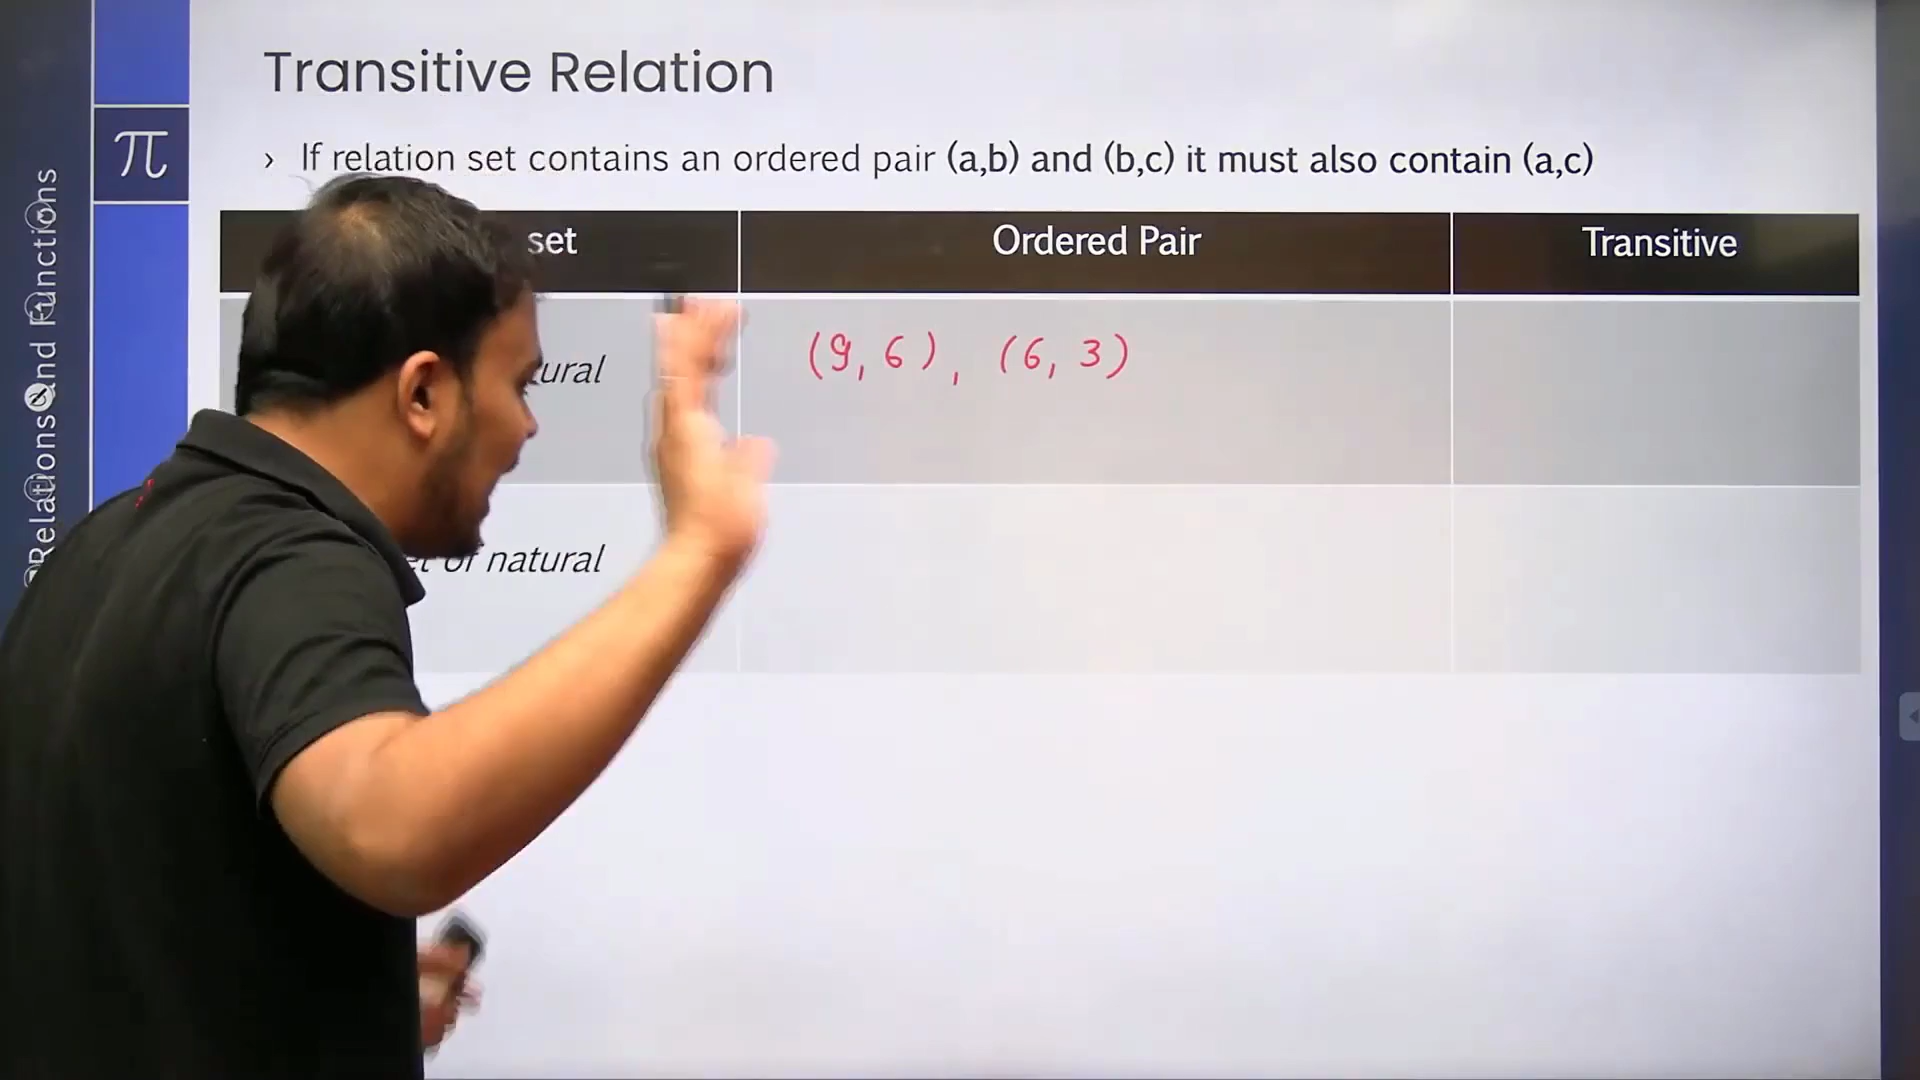 Transitive Relation
π
› If relation set contains an ordered pair (a,b) and (b,c) it must also contain (a,c)
Relations and Functions
set
Ordered Pair
Transitive
(9, 6), (6, 3)
of natural